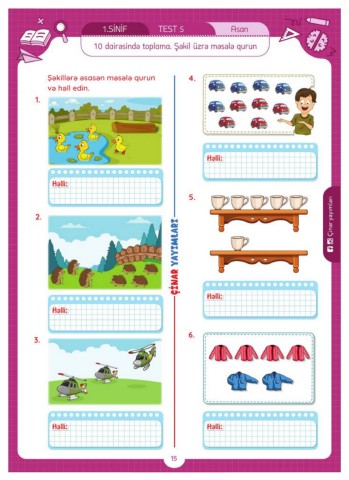 1.SİNİF
TEST 5
Asan
10 dairəsində toplama. Şəkil üzrə məsələ qurun
Şəkillərə əsasən məsələ qurun
və həll edin.
1.
Həlli:
2.
Həlli:
3.
Həlli:
ÇİNAR YAYIMLARI
4.
Həlli:
5.
Həlli:
6.
Həlli:
Çinar yayımları
15